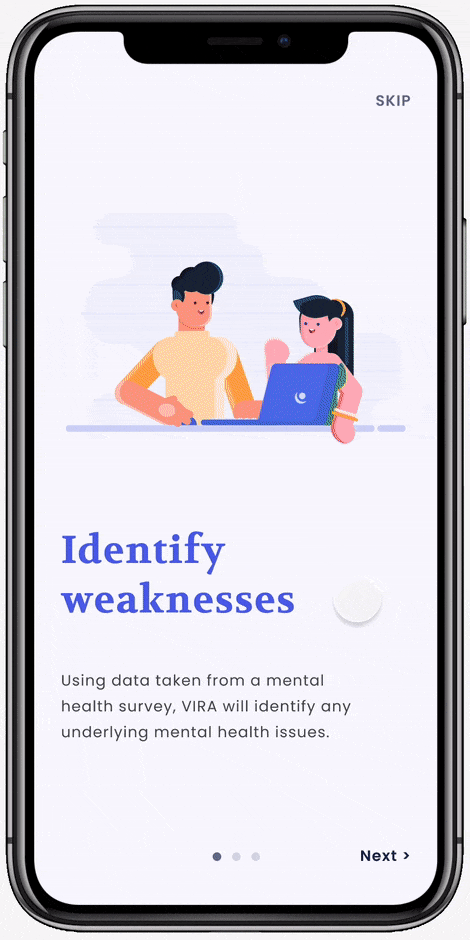 SKIP
Identify
weaknesses
Using data taken from a mental
health survey, VIRA will identify any
underlying mental health issues.
Next >